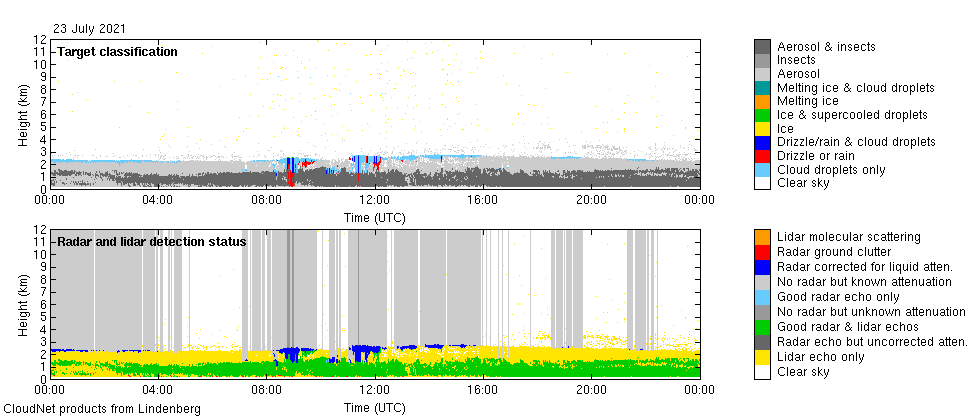 23 July 2021
Target classification
Height (km)
12
11
10
9
8
7
6
5
4
3
2
1
0
00:00 04:00 08:00 12:00 16:00 20:00 00:00
Time (UTC)
Aerosol & insects
Insects
Aerosol
Melting ice & cloud droplets
Melting ice
Ice & supercooled droplets
Ice
Drizzle/rain & cloud droplets
Drizzle or rain
Cloud droplets only
Clear sky
Radar and lidar detection status
Height (km)
12
11
10
9
8
7
6
5
4
3
2
1
0
00:00 04:00 08:00 12:00 16:00 20:00 00:00
Time (UTC)
Lidar molecular scattering
Radar ground clutter
Radar corrected for liquid atten.
No radar but known attenuation
Good radar echo only
No radar but unknown attenuation
Good radar & lidar echos
Radar echo but uncorrected atten.
Lidar echo only
Clear sky
CloudNet products from Lindenberg